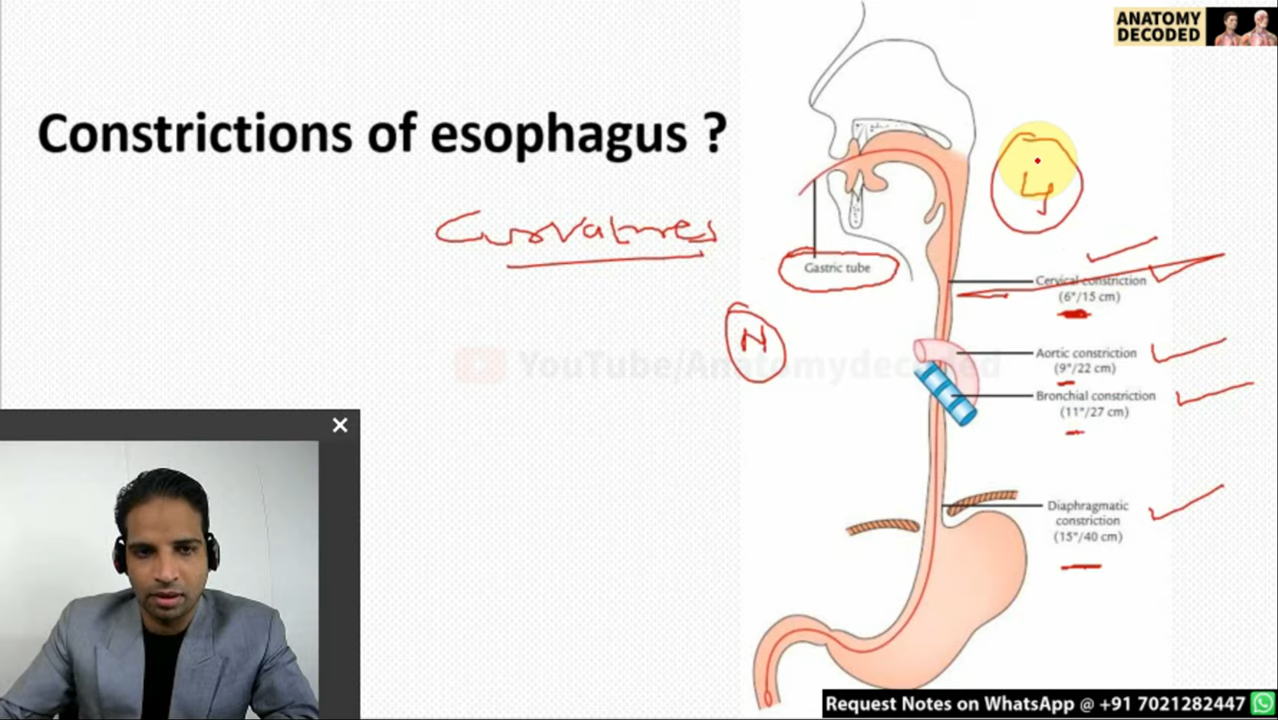 ANATOMY
DECODED
Constrictions of esophagus ?
Curvatures
4
Gastric tube
Cervical constriction
(6"/15 cm)
N
YouTube/Anatomydecoded
Aortic constriction
(9"/22 cm)
Bronchial constriction
(11"/27 cm)
Diaphragmatic
constriction
(15"/40 cm)
Request Notes on WhatsApp @ +91 7021282447